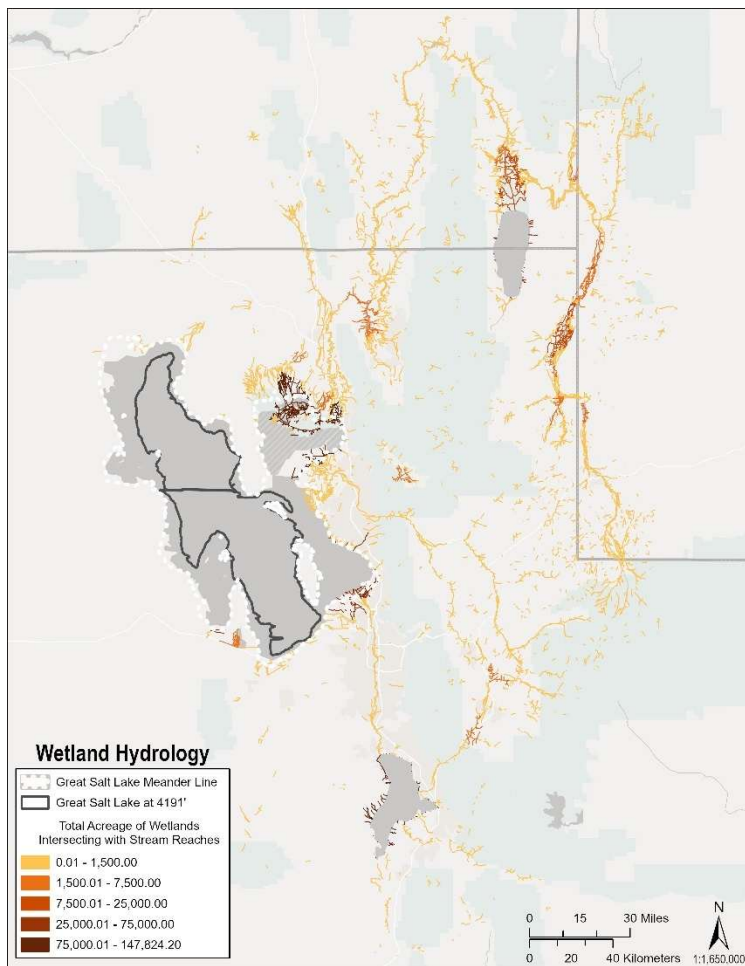 Wetland Hydrology
Great Salt Lake Meander Line
Great Salt Lake at 4191'
Total Acreage of Wetlands
Intersecting with Stream Reaches
0.01 - 1,500.00
1,500.01 - 7,500.00
7,500.01 - 25,000.00
25,000.01 - 75,000.00
75,000.01 - 147,824.20
0 15 30 Miles
0 20 40 Kilometers
N
1:1,650,000